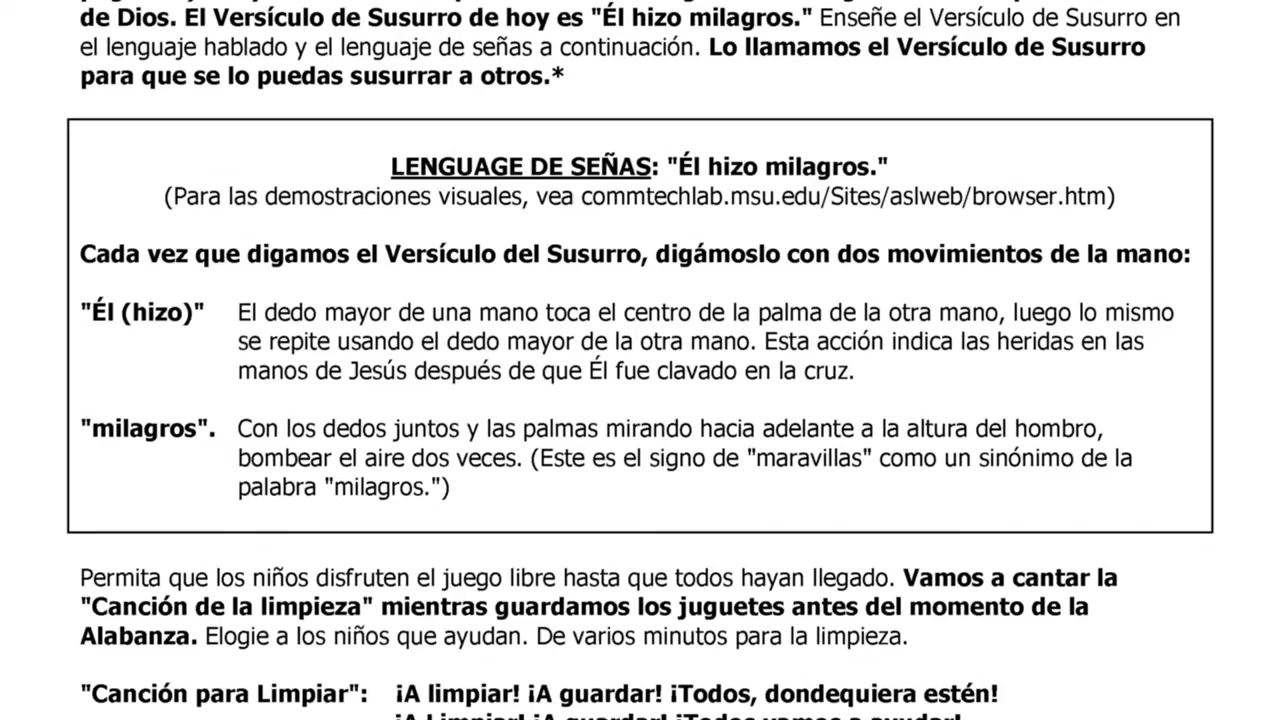 de Dios. El Versículo de Susurro de hoy es "Él hizo milagros." Enseñe el Versículo de Susurro en
el lenguaje hablado y el lenguaje de señas a continuación. Lo llamamos el Versículo de Susurro
para que se lo puedas susurrar a otros.*
LENGUAGE DE SEÑAS: "Él hizo milagros."
(Para las demostraciones visuales, vea commtechlab.msu.edu/Sites/aslweb/browser.htm)
Cada vez que digamos el Versículo del Susurro, digámoslo con dos movimientos de la mano:
"Él (hizo)" El dedo mayor de una mano toca el centro de la palma de la otra mano, luego lo mismo
se repite usando el dedo mayor de la otra mano. Esta acción indica las heridas en las
manos de Jesús después de que Él fue clavado en la cruz.
"milagros". Con los dedos juntos y las palmas mirando hacia adelante a la altura del hombro,
bombear el aire dos veces. (Este es el signo de "maravillas" como un sinónimo de la
palabra "milagros.")
Permita que los niños disfruten el juego libre hasta que todos hayan llegado. Vamos a cantar la
"Canción de la limpieza" mientras guardamos los juguetes antes del momento de la
Alabanza. Elogie a los niños que ayudan. De varios minutos para la limpieza.
"Canción para Limpiar": ¡A limpiar! ¡A guardar! ¡Todos, dondequiera estén!
¡A Limpiar! ¡A guardar! ¡Todos vamos a ayudar!